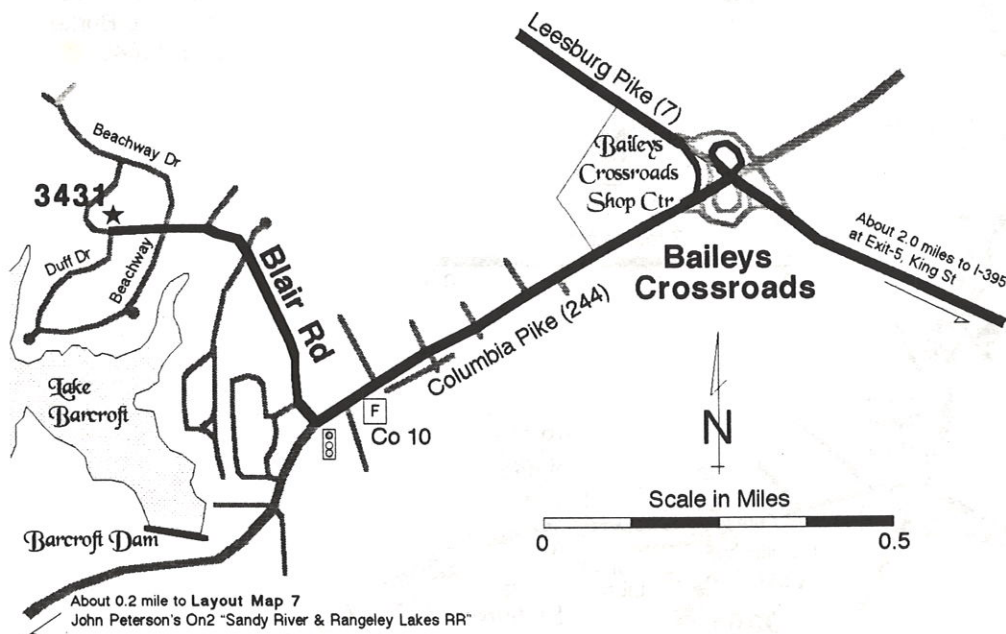 Leesburg Pike (7)
Baileys
Crossroads
Shop Ctr
Beachway Dr
3431
Duff Dr
Beachway
Blair Rd
About 2.0 miles to I-395
at Exit-5, King St
Baileys
Crossroads
Columbia Pike (244)
Lake
Barcroft
F
Co 10
N
Scale in Miles
0
0.5
Barcroft Dam
About 0.2 mile to Layout Map 7
John Peterson's On2 "Sandy River & Rangeley Lakes RR"